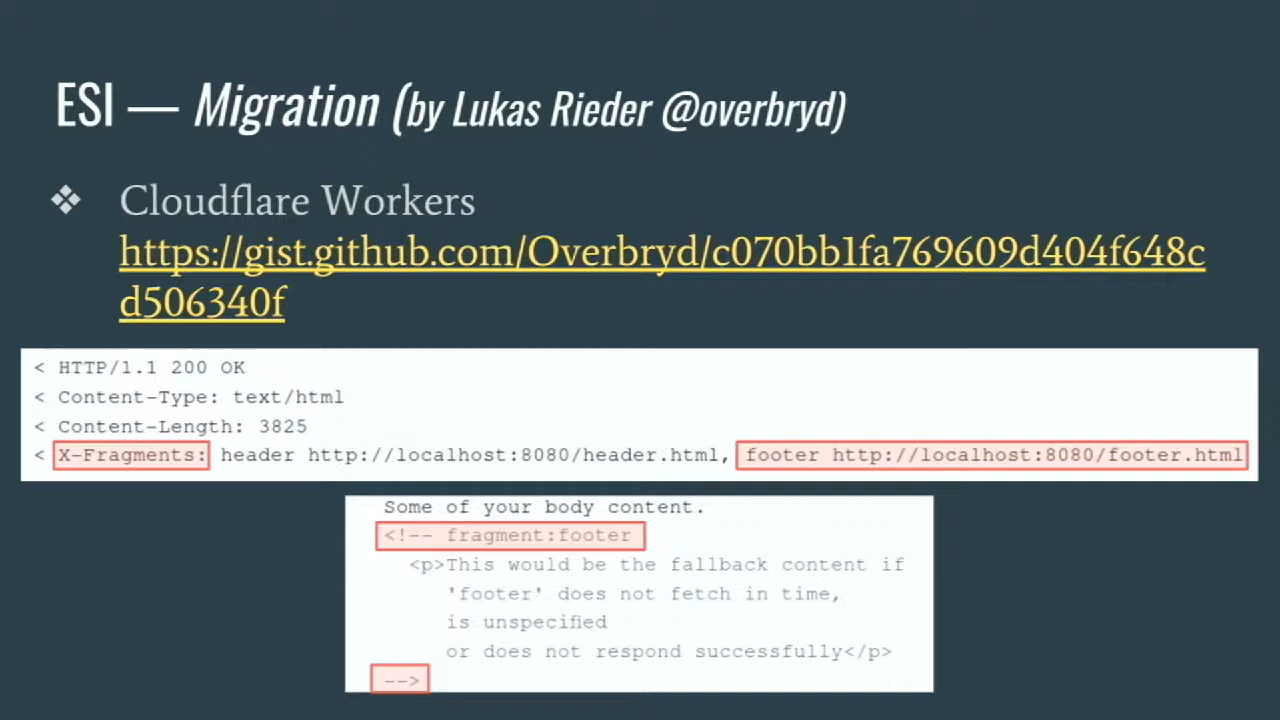 ESI — Migration (by Lukas Rieder @overbryd)
❖ Cloudflare Workers
https://gist.github.com/Overbryd/c070bb1fa769609d404f648c
d506340f
< HTTP/1.1 200 OK
< Content-Type: text/html
< Content-Length: 3825
< X-Fragments: header http://localhost:8080/header.html, footer http://localhost:8080/footer.html
Some of your body content.
<!-- fragment:footer
<p>This would be the fallback content if
'footer' does not fetch in time,
is unspecified
or does not respond successfully</p>
-->